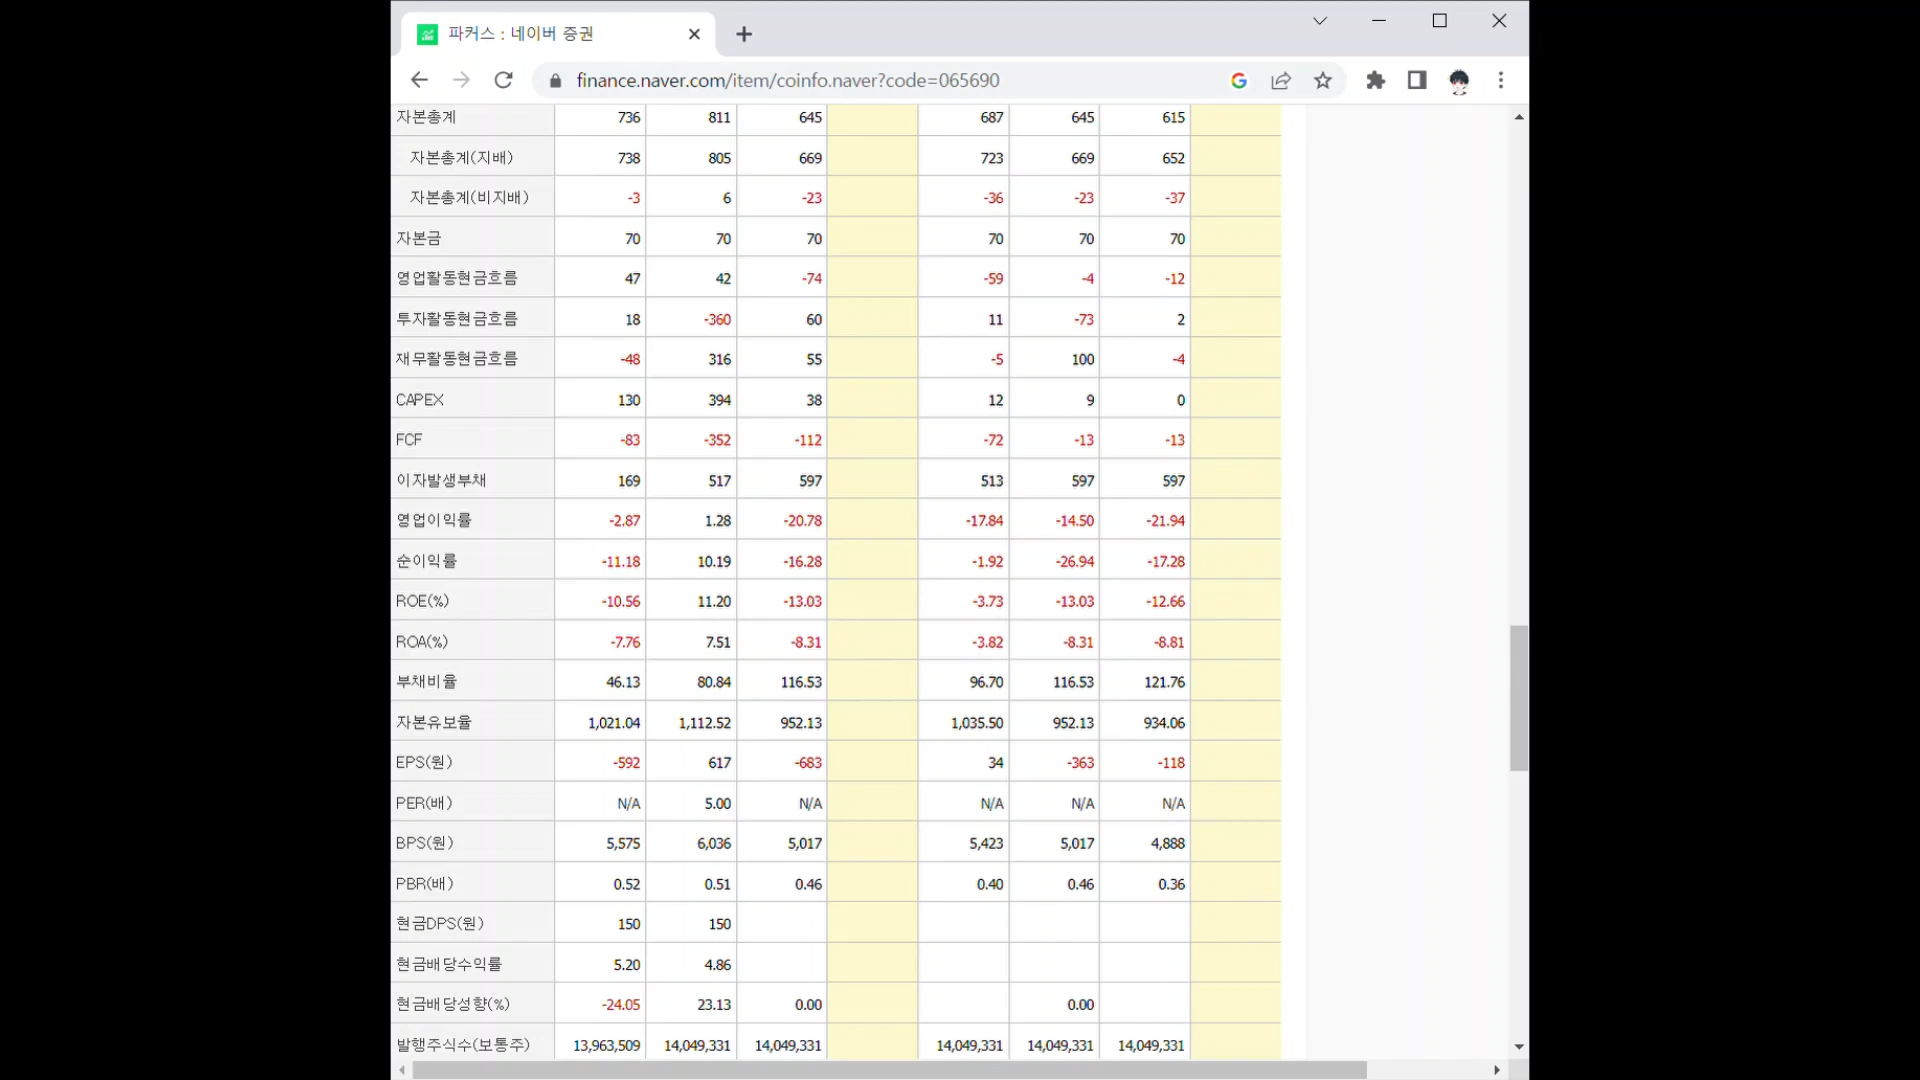 파커스 : 네이버 증권
finance.naver.com/item/coinfo.naver?code=065690
자본총계 736 811 645 687 645 615
자본총계(지배) 738 805 669 723 669 652
자본총계(비지배) -3 6 -23 -36 -23 -37
자본금 70 70 70 70 70 70
영업활동현금흐름 47 42 -74 -59 -4 -12
투자활동현금흐름 18 -360 60 11 -73 2
재무활동현금흐름 -48 316 55 -5 100 -4
CAPEX 130 394 38 12 9 0
FCF -83 -352 -112 -72 -13 -13
이자발생부채 169 517 597 513 597 597
영업이익률 -2.87 1.28 -20.78 -17.84 -14.50 -21.94
순이익률 -11.18 10.19 -16.28 -1.92 -26.94 -17.28
ROE(%) -10.56 11.20 -13.03 -3.73 -13.03 -12.66
ROA(%) -7.76 7.51 -8.31 -3.82 -8.31 -8.81
부채비율 46.13 80.84 116.53 96.70 116.53 121.76
자본유보율 1,021.04 1,112.52 952.13 1,035.50 952.13 934.06
EPS(원) -592 617 -683 34 -363 -118
PER(배) N/A 5.00 N/A N/A N/A N/A
BPS(원) 5,575 6,036 5,017 5,423 5,017 4,888
PBR(배) 0.52 0.51 0.46 0.40 0.46 0.36
현금DPS(원) 150 150
현금배당수익률 5.20 4.86
현금배당성향(%) -24.05 23.13 0.00 0.00
발행주식수(보통주) 13,963,509 14,049,331 14,049,331 14,049,331 14,049,331 14,049,331